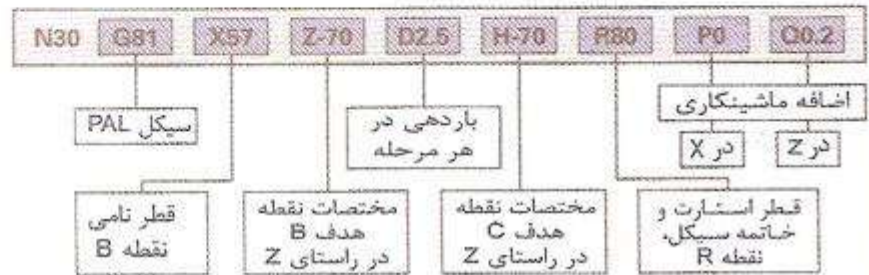 N30 G81 X57 Z-70 D2.5 H-70 R80 P0 Q0.2
سیکل PAL
باردهی در
هر مرحله
اضافه ماشینکاری
در X
در Z
قطر نامی
نقطه B
مختصات نقطه
هدف B
در راستای Z
مختصات نقطه
هدف C
در راستای Z
قطر استارت و
خاتمه سیکل،
نقطه R